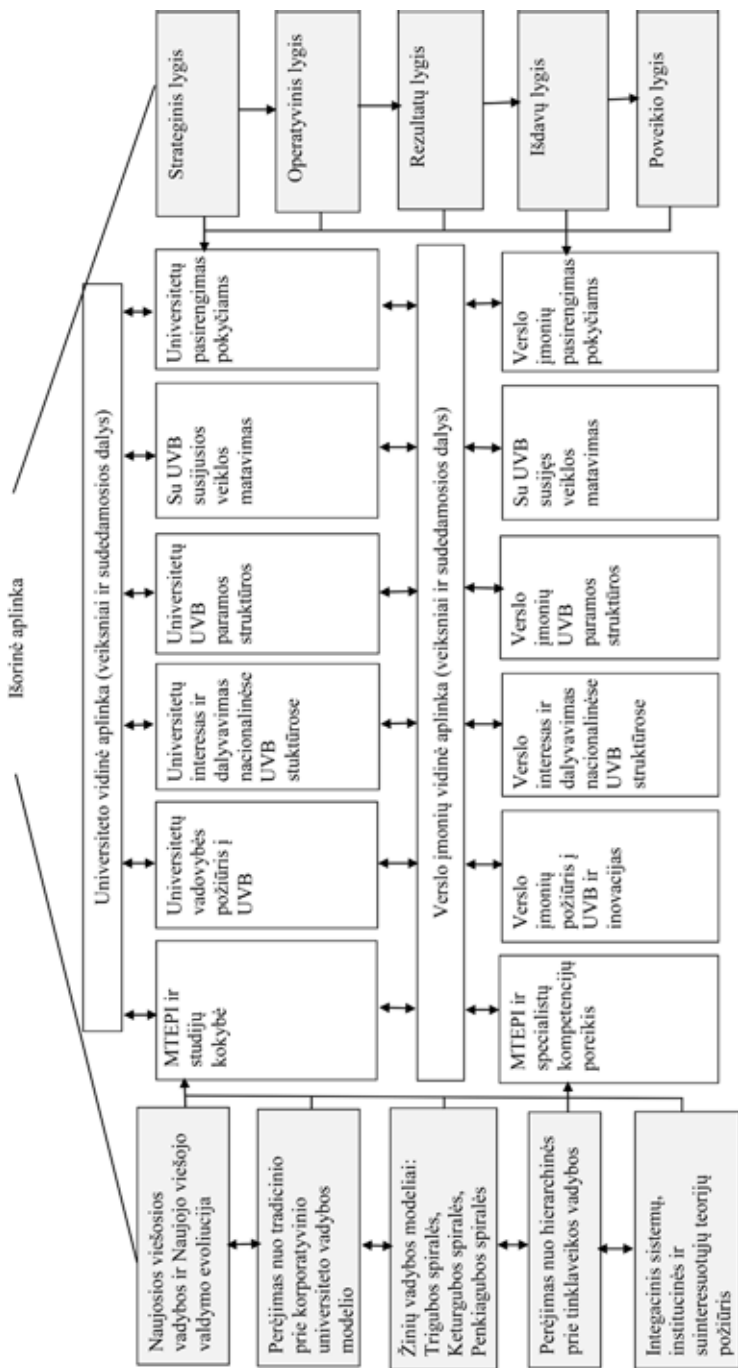 Išorinė aplinka
Naujosios viešosios
vadybos ir Naujojo viešojo
valdymo evoliucija
Perėjimas nuo tradicinio
prie korporatyvinio
universiteto vadybos
modelio
Žinių vadybos modeliai:
Trigubos spiralės,
Keturgubos spiralės,
Penkiagubos spiralės
Perėjimas nuo hierarchinės
prie tinklaveikos vadybos
Integacinis sistemų,
institucinės ir
suinteresuotųjų teorijų
požiūris
Universiteto vidinė aplinka (veiksniai ir sudedamosios dalys)
MTEPI ir
studijų
kokybė
Universitetų
vadovybės
požiūris į
UVB
Universitetų
interesas ir
dalyvavimas
nacionalinėse
UVB
stuktūrose
Universitetų
UVB
paramos
struktūros
Su UVB
susijusios
veiklos
matavimas
Universitetų
pasirengimas
pokyčiams
Verslo įmonių vidinė aplinka (veiksniai ir sudedamosios dalys)
MTEPI ir
specialistų
kompetencijų
poreikis
Verslo
įmonių
požiūris į
UVB ir
inovacijas
Verslo
interesas ir
dalyvavimas
nacionalinėse
UVB
struktūrose
Verslo
įmonių
UVB
paramos
struktūros
Su UVB
susijęs
veiklos
matavimas
Verslo
įmonių
pasirengimas
pokyčiams
Strateginis lygis
Operatyvinis lygis
Rezultatų lygis
Išdavų lygis
Poveikio lygis